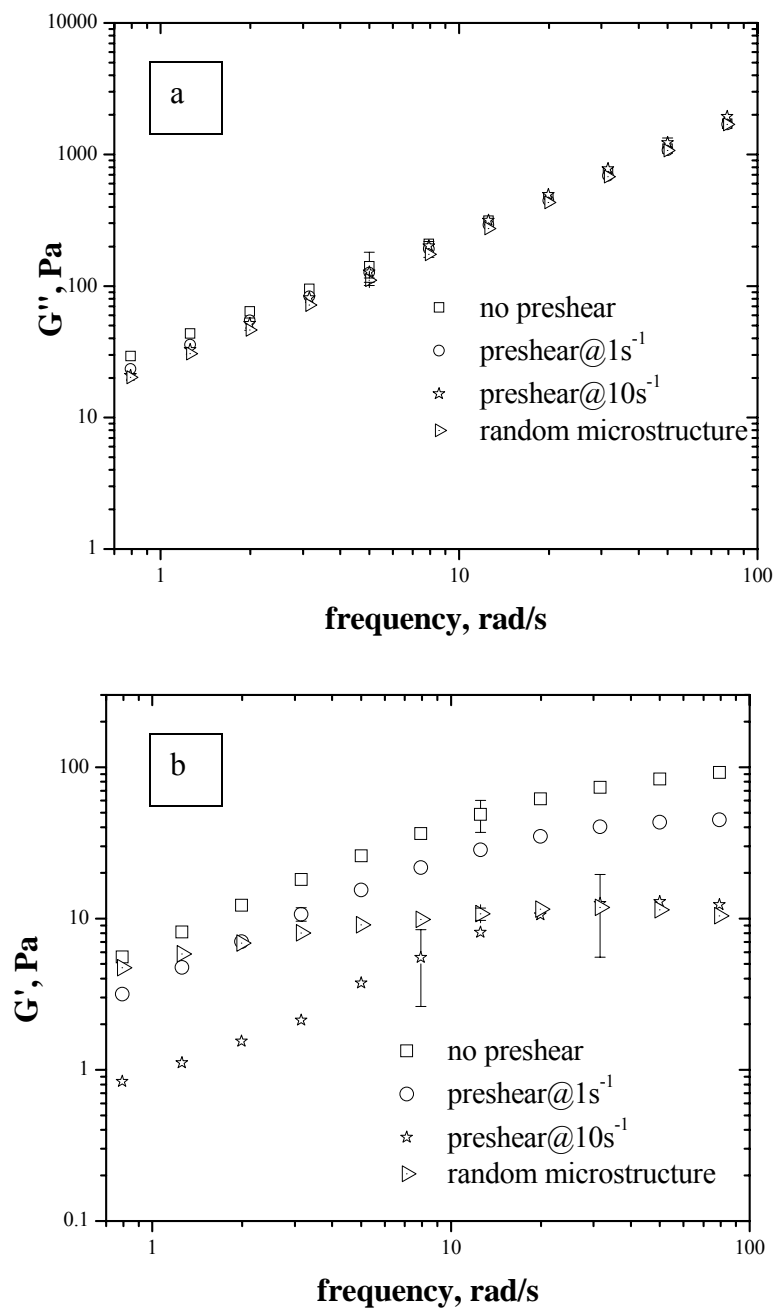 10000
a
1000
100
10
1
G'', Pa
no preshear
preshear@1s⁻¹
preshear@10s⁻¹
random microstructure
1 10 100
frequency, rad/s
b
100
10
1
0.1
G', Pa
no preshear
preshear@1s⁻¹
preshear@10s⁻¹
random microstructure
1 10 100
frequency, rad/s